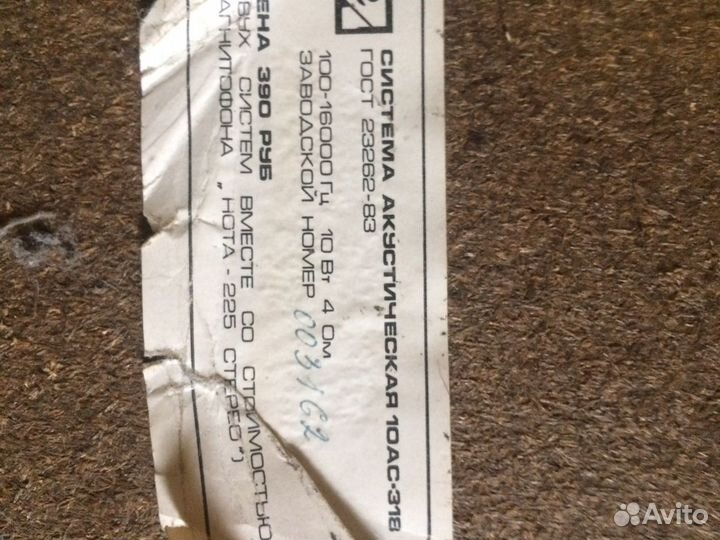 СИСТЕМА АКУСТИЧЕСКАЯ 10АС-318
ГОСТ 23262-83
100-16000 Гц 10 Вт 4 Ом
ЗАВОДСКОЙ НОМЕР 003162
ЕНА 390 РУБ
ВУХ СИСТЕМ ВМЕСТЕ СО СТОИМОСТЬЮ
АГНИТОФОНА „НОТА-225 СТЕРЕО")
Avito